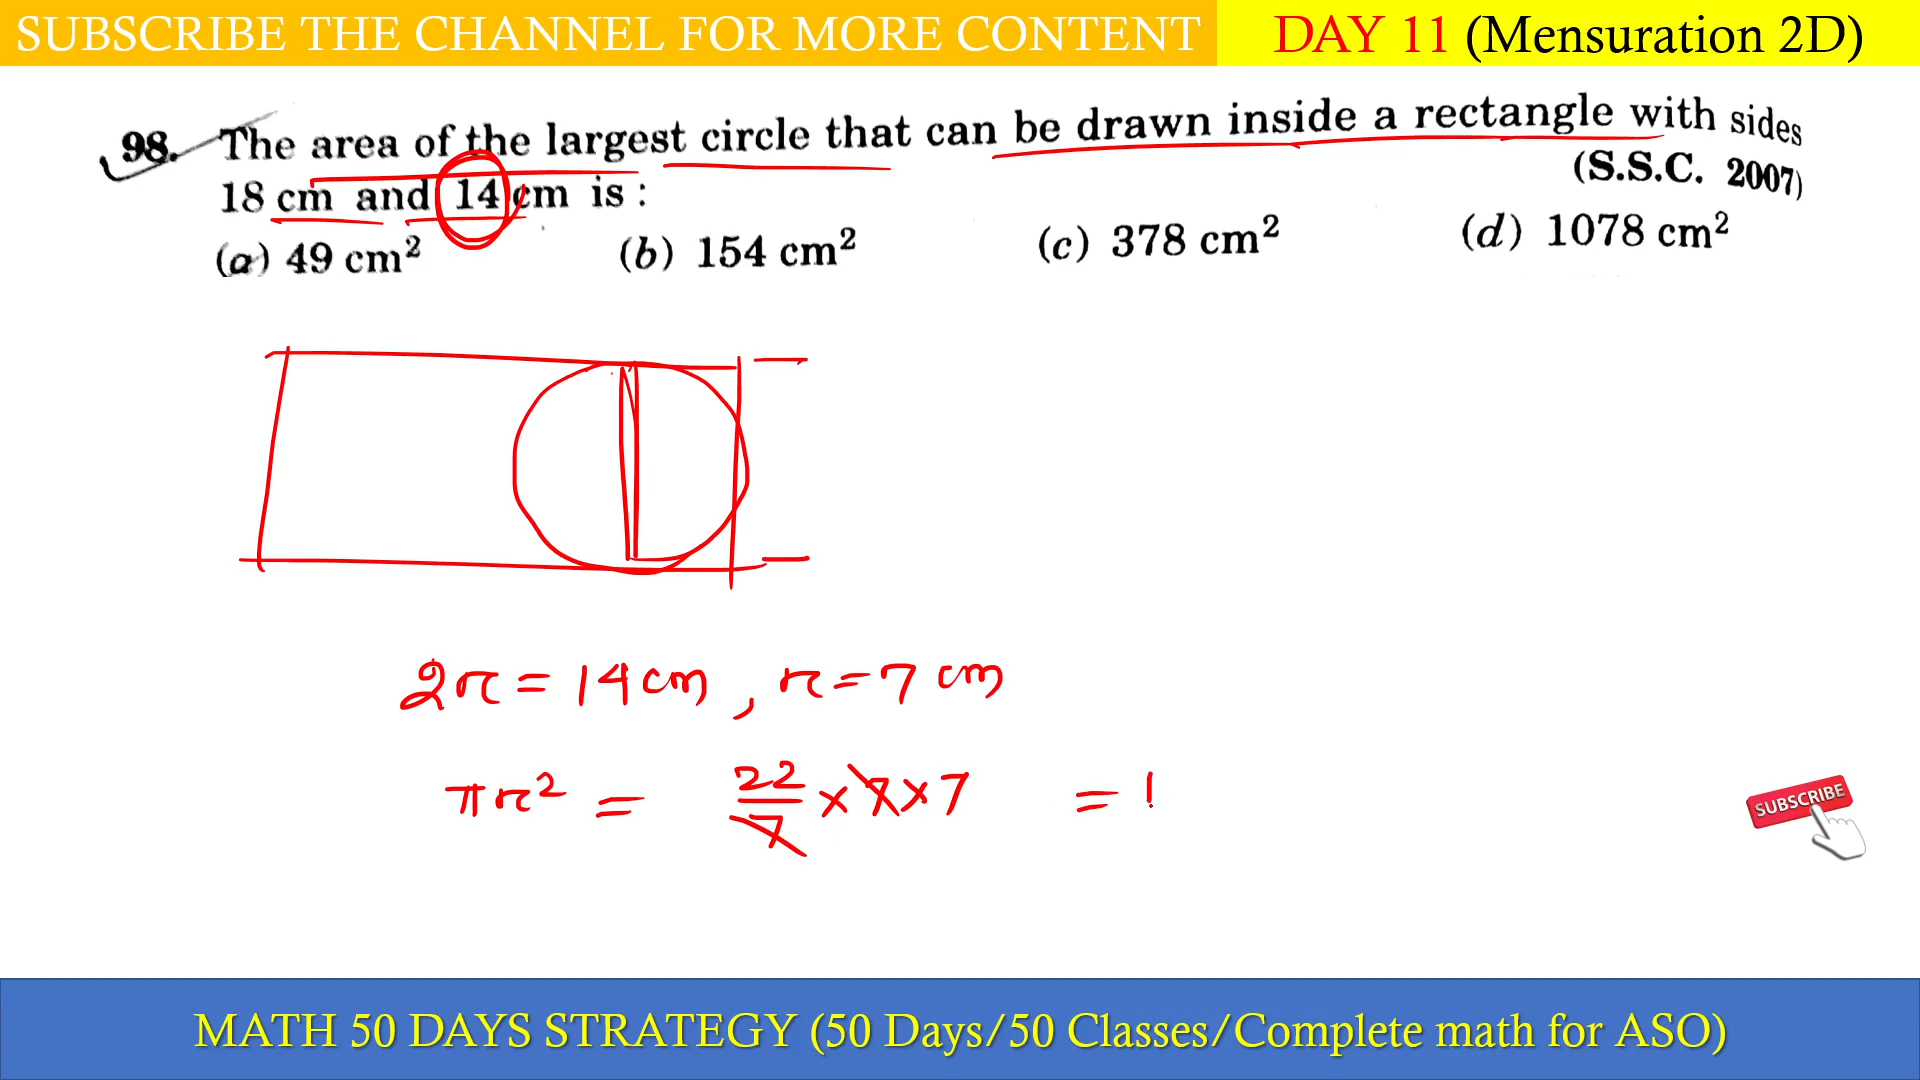 SUBSCRIBE THE CHANNEL FOR MORE CONTENT
DAY 11 (Mensuration 2D)
98. The area of the largest circle that can be drawn inside a rectangle with sides
18 cm and 14 cm is : (S.S.C. 2007)
(a) 49 cm² (b) 154 cm² (c) 378 cm² (d) 1078 cm²
2r = 14 cm, r = 7 cm
πr² = 22/7 × 7 × 7 = 1
SUBSCRIBE
MATH 50 DAYS STRATEGY (50 Days/50 Classes/Complete math for ASO)